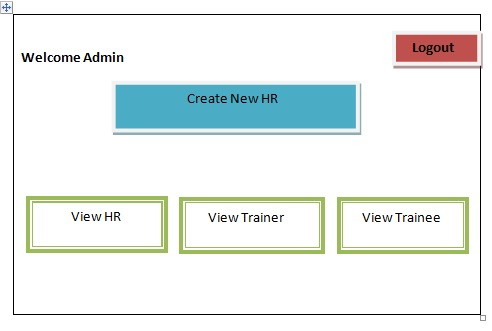 Logout
Welcome Admin
Create New HR
View HR
View Trainer
View Trainee